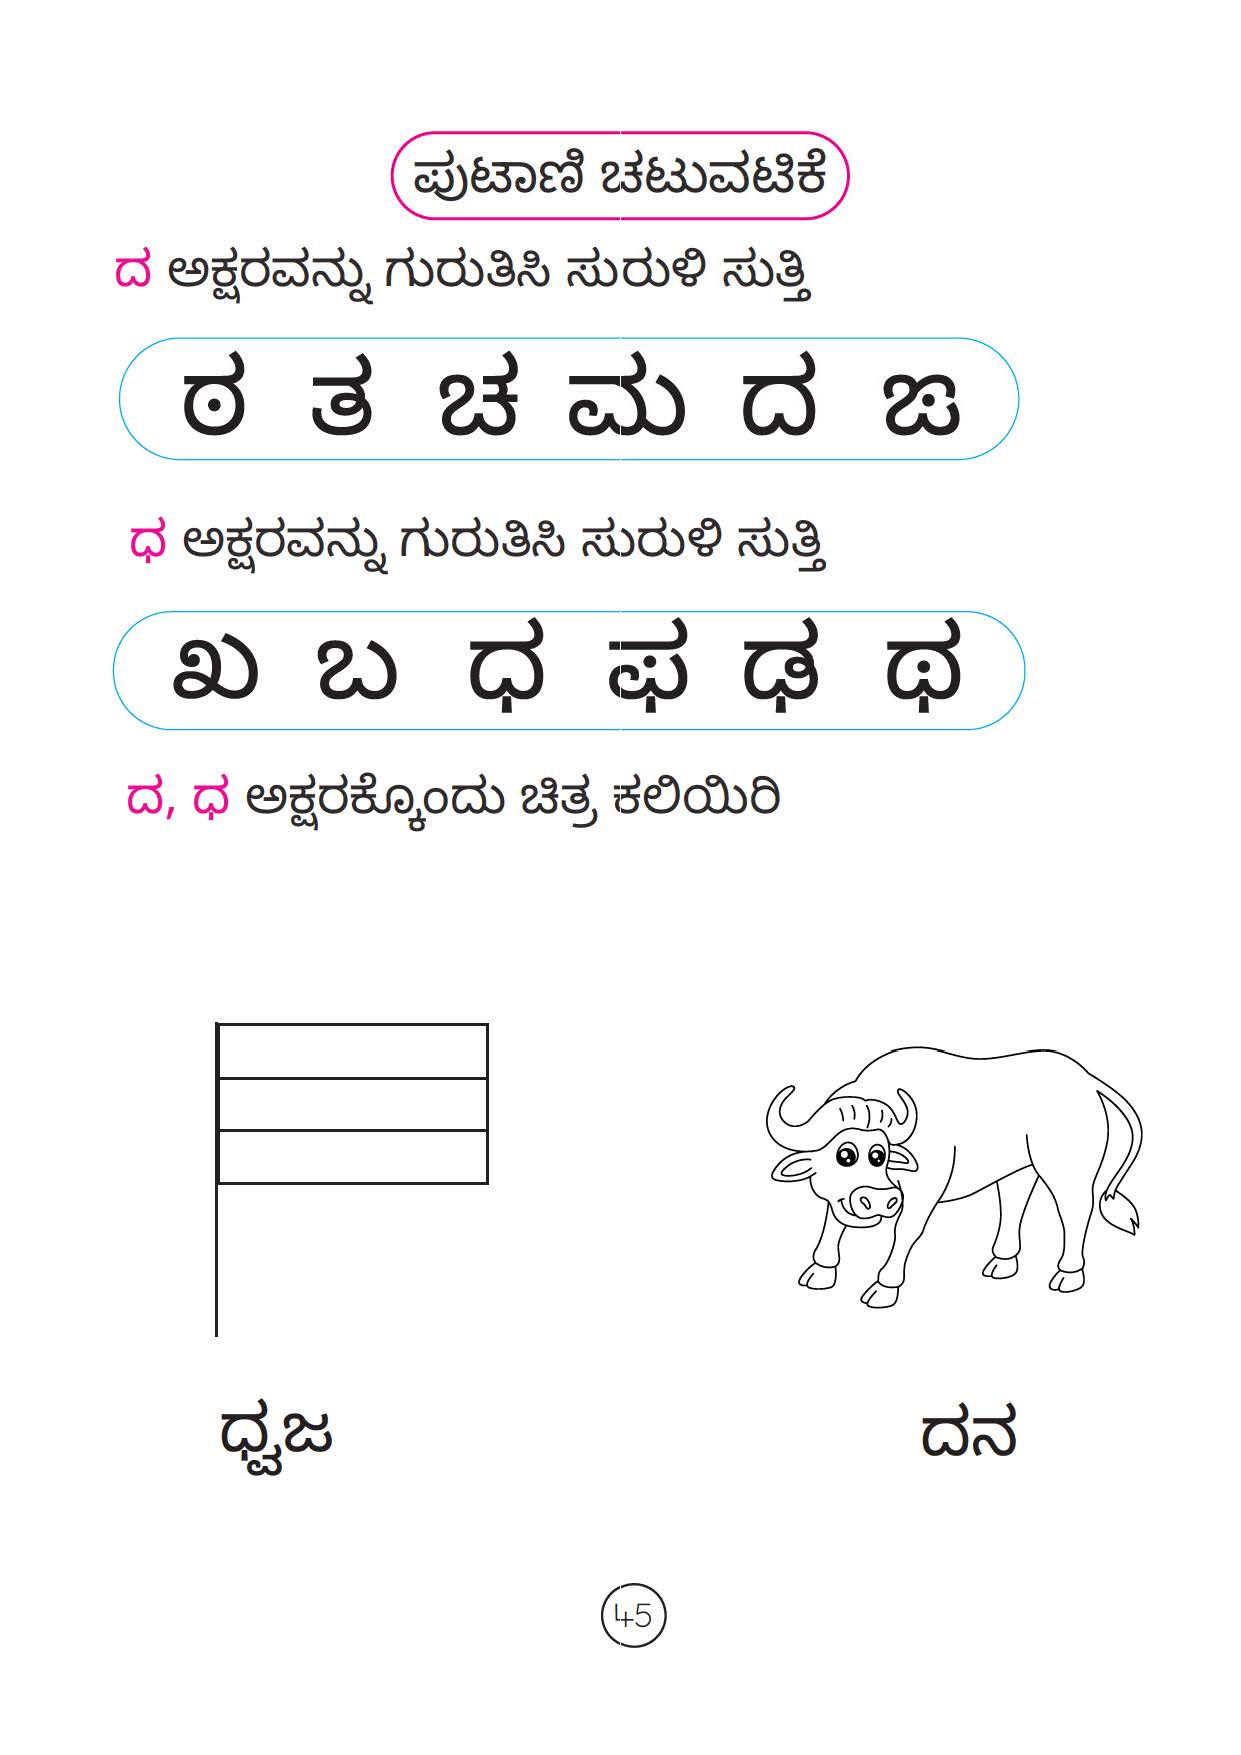 ಪುಟಾಣಿ ಚಟುವಟಿಕೆ
ದ ಅಕ್ಷರವನ್ನು ಗುರುತಿಸಿ ಸುರುಳಿ ಸುತ್ತಿ
ಠ ತ ಚ ಮ ದ ಙ
ಧ ಅಕ್ಷರವನ್ನು ಗುರುತಿಸಿ ಸುರುಳಿ ಸುತ್ತಿ
ಖ ಬ ಧ ಫ ಢ ಥ
ದ, ಧ ಅಕ್ಷರಕ್ಕೊಂದು ಚಿತ್ರ ಕಲಿಯಿರಿ
ಧ್ವಜ ದನ
45